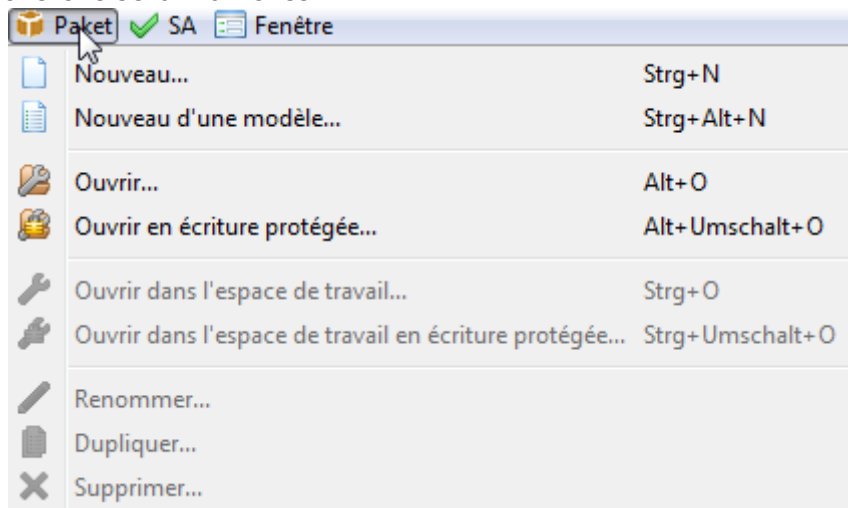 Paket SA Fenêtre
Nouveau... Strg+N
Nouveau d'une modèle... Strg+Alt+N
Ouvrir... Alt+O
Ouvrir en écriture protégée... Alt+Umschalt+O
Ouvrir dans l'espace de travail... Strg+O
Ouvrir dans l'espace de travail en écriture protégée... Strg+Umschalt+O
Renommer...
Dupliquer...
Supprimer...